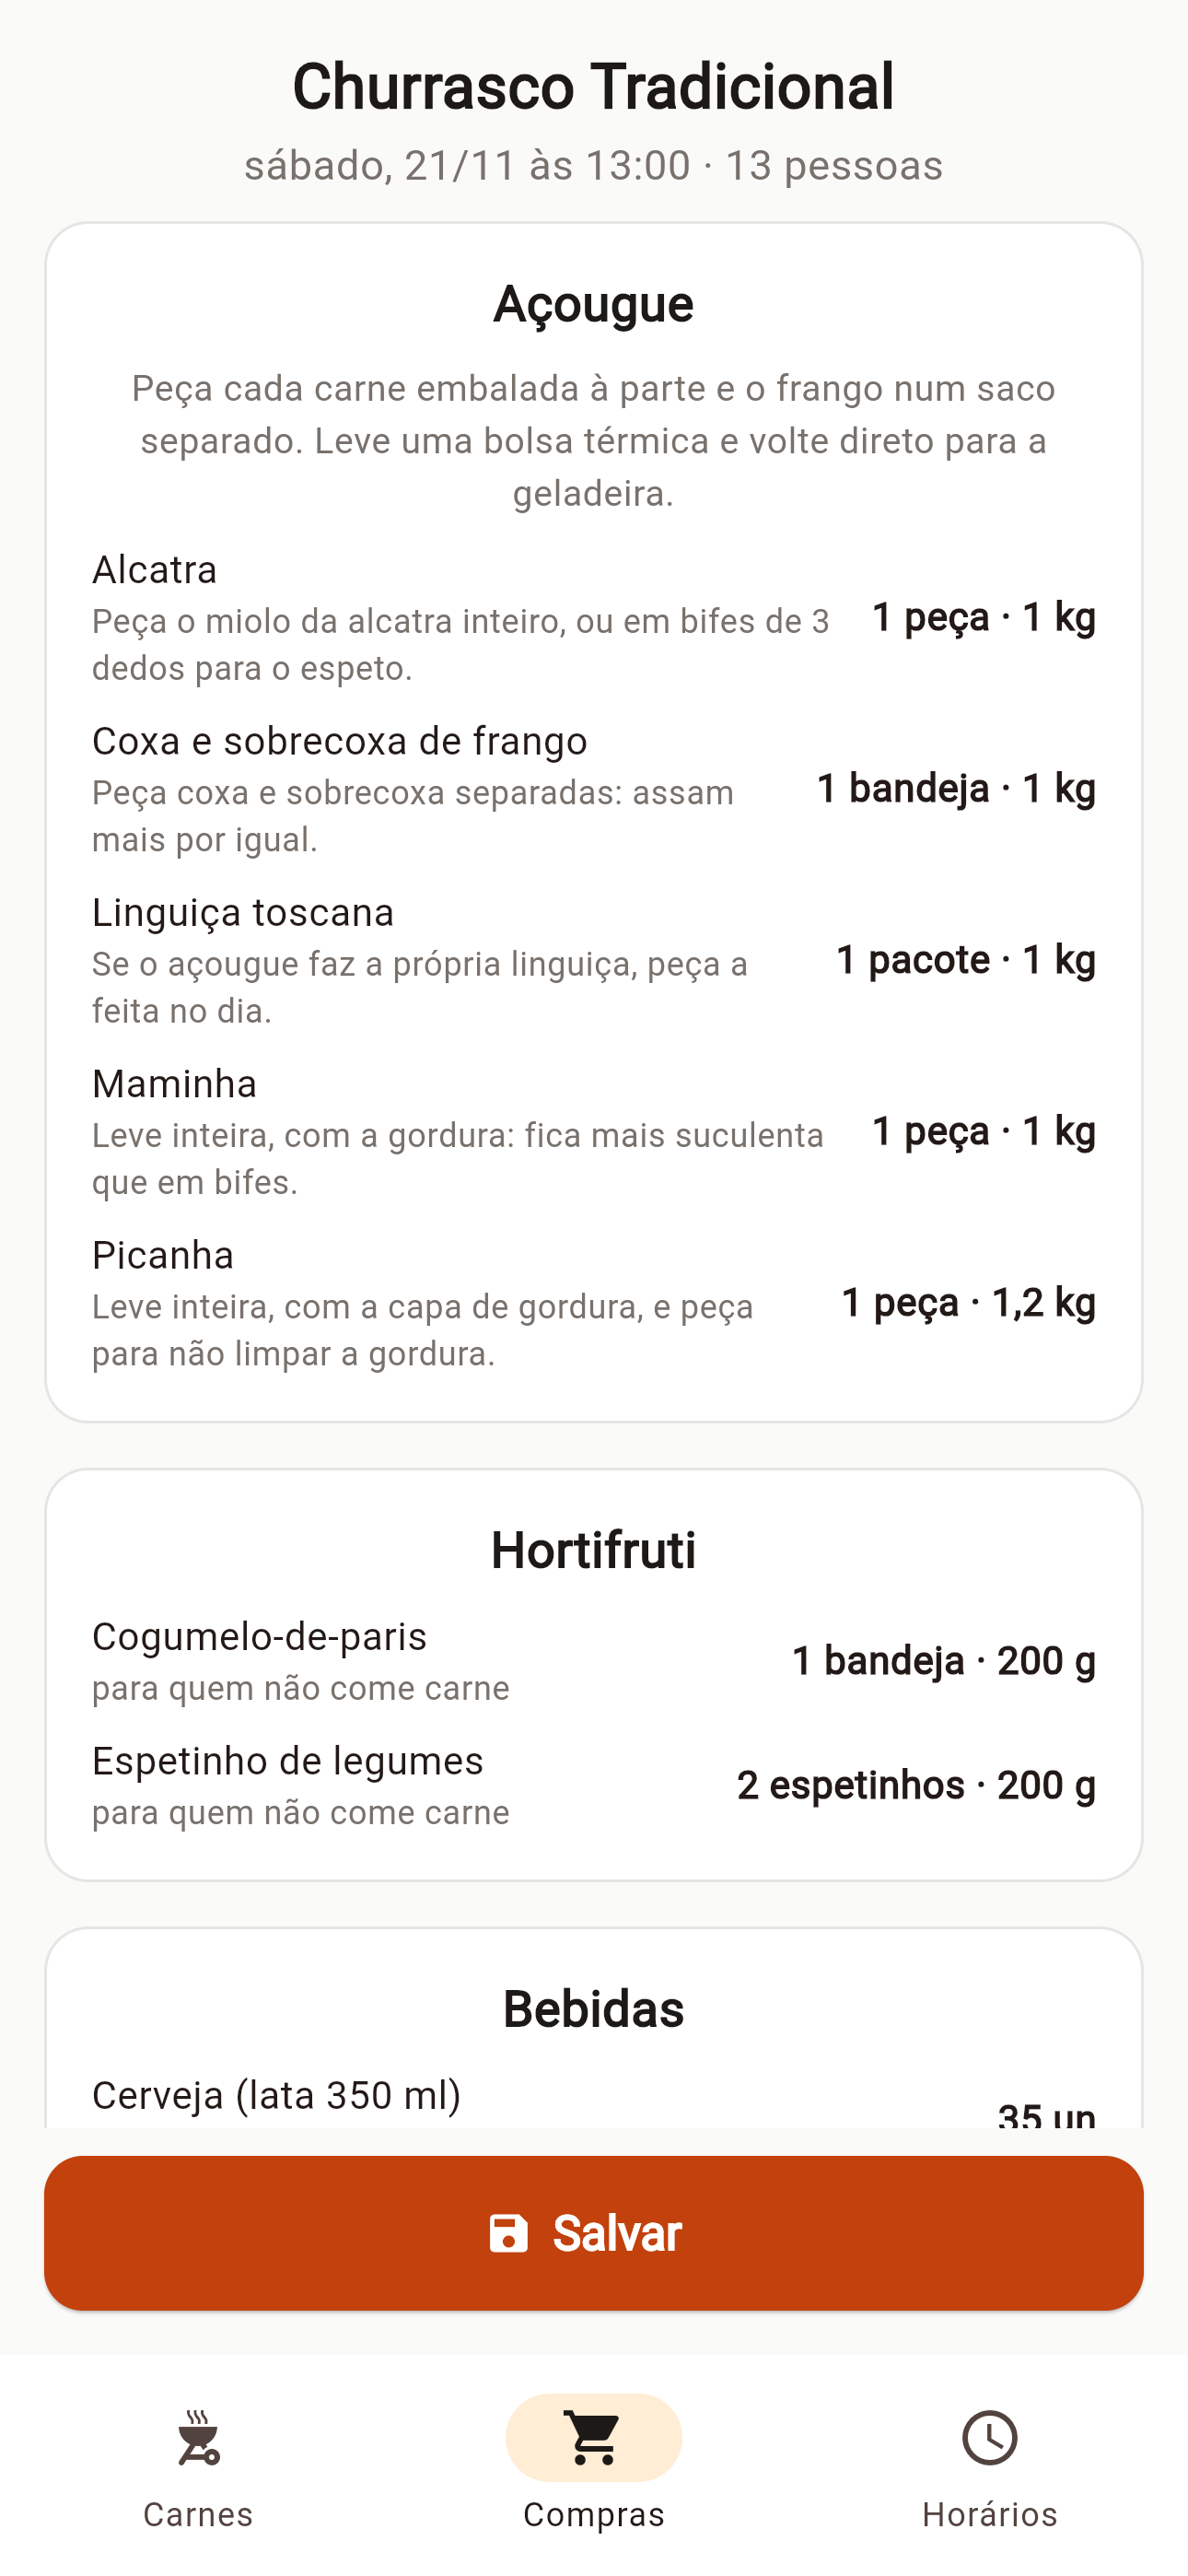 Churrasco Tradicional
sábado, 21/11 às 13:00 · 13 pessoas
Açougue
Peça cada carne embalada à parte e o frango num saco
separado. Leve uma bolsa térmica e volte direto para a
geladeira.
Alcatra
Peça o miolo da alcatra inteiro, ou em bifes de 3
dedos para o espeto.
1 peça · 1 kg
Coxa e sobrecoxa de frango
Peça coxa e sobrecoxa separadas: assam
mais por igual.
1 bandeja · 1 kg
Linguiça toscana
Se o açougue faz a própria linguiça, peça a
feita no dia.
1 pacote · 1 kg
Maminha
Leve inteira, com a gordura: fica mais suculenta
que em bifes.
1 peça · 1 kg
Picanha
Leve inteira, com a capa de gordura, e peça
para não limpar a gordura.
1 peça · 1,2 kg
Hortifruti
Cogumelo-de-paris
para quem não come carne
1 bandeja · 200 g
Espetinho de legumes
para quem não come carne
2 espetinhos · 200 g
Bebidas
Cerveja (lata 350 ml)
35 un
Salvar
Carnes
Compras
Horários